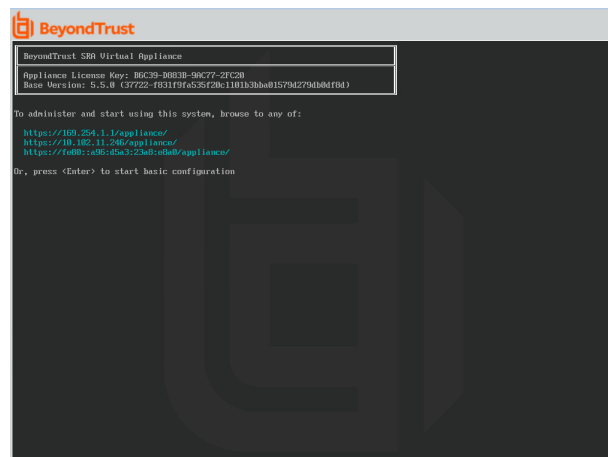 BeyondTrust
BeyondTrust SRA Virtual Appliance
Appliance License Key: B6C39-D883B-9AC77-2FC20
Base Version: 5.5.0 (37722-f831f9fa535f20c1101b3bba01579d279db0df8d)
To administer and start using this system, browse to any of:
https://169.254.1.1/appliance/
https://10.102.11.246/appliance/
https://fe80::a96:d5a3:23a8:e8a0/appliance/
Or, press <Enter> to start basic configuration